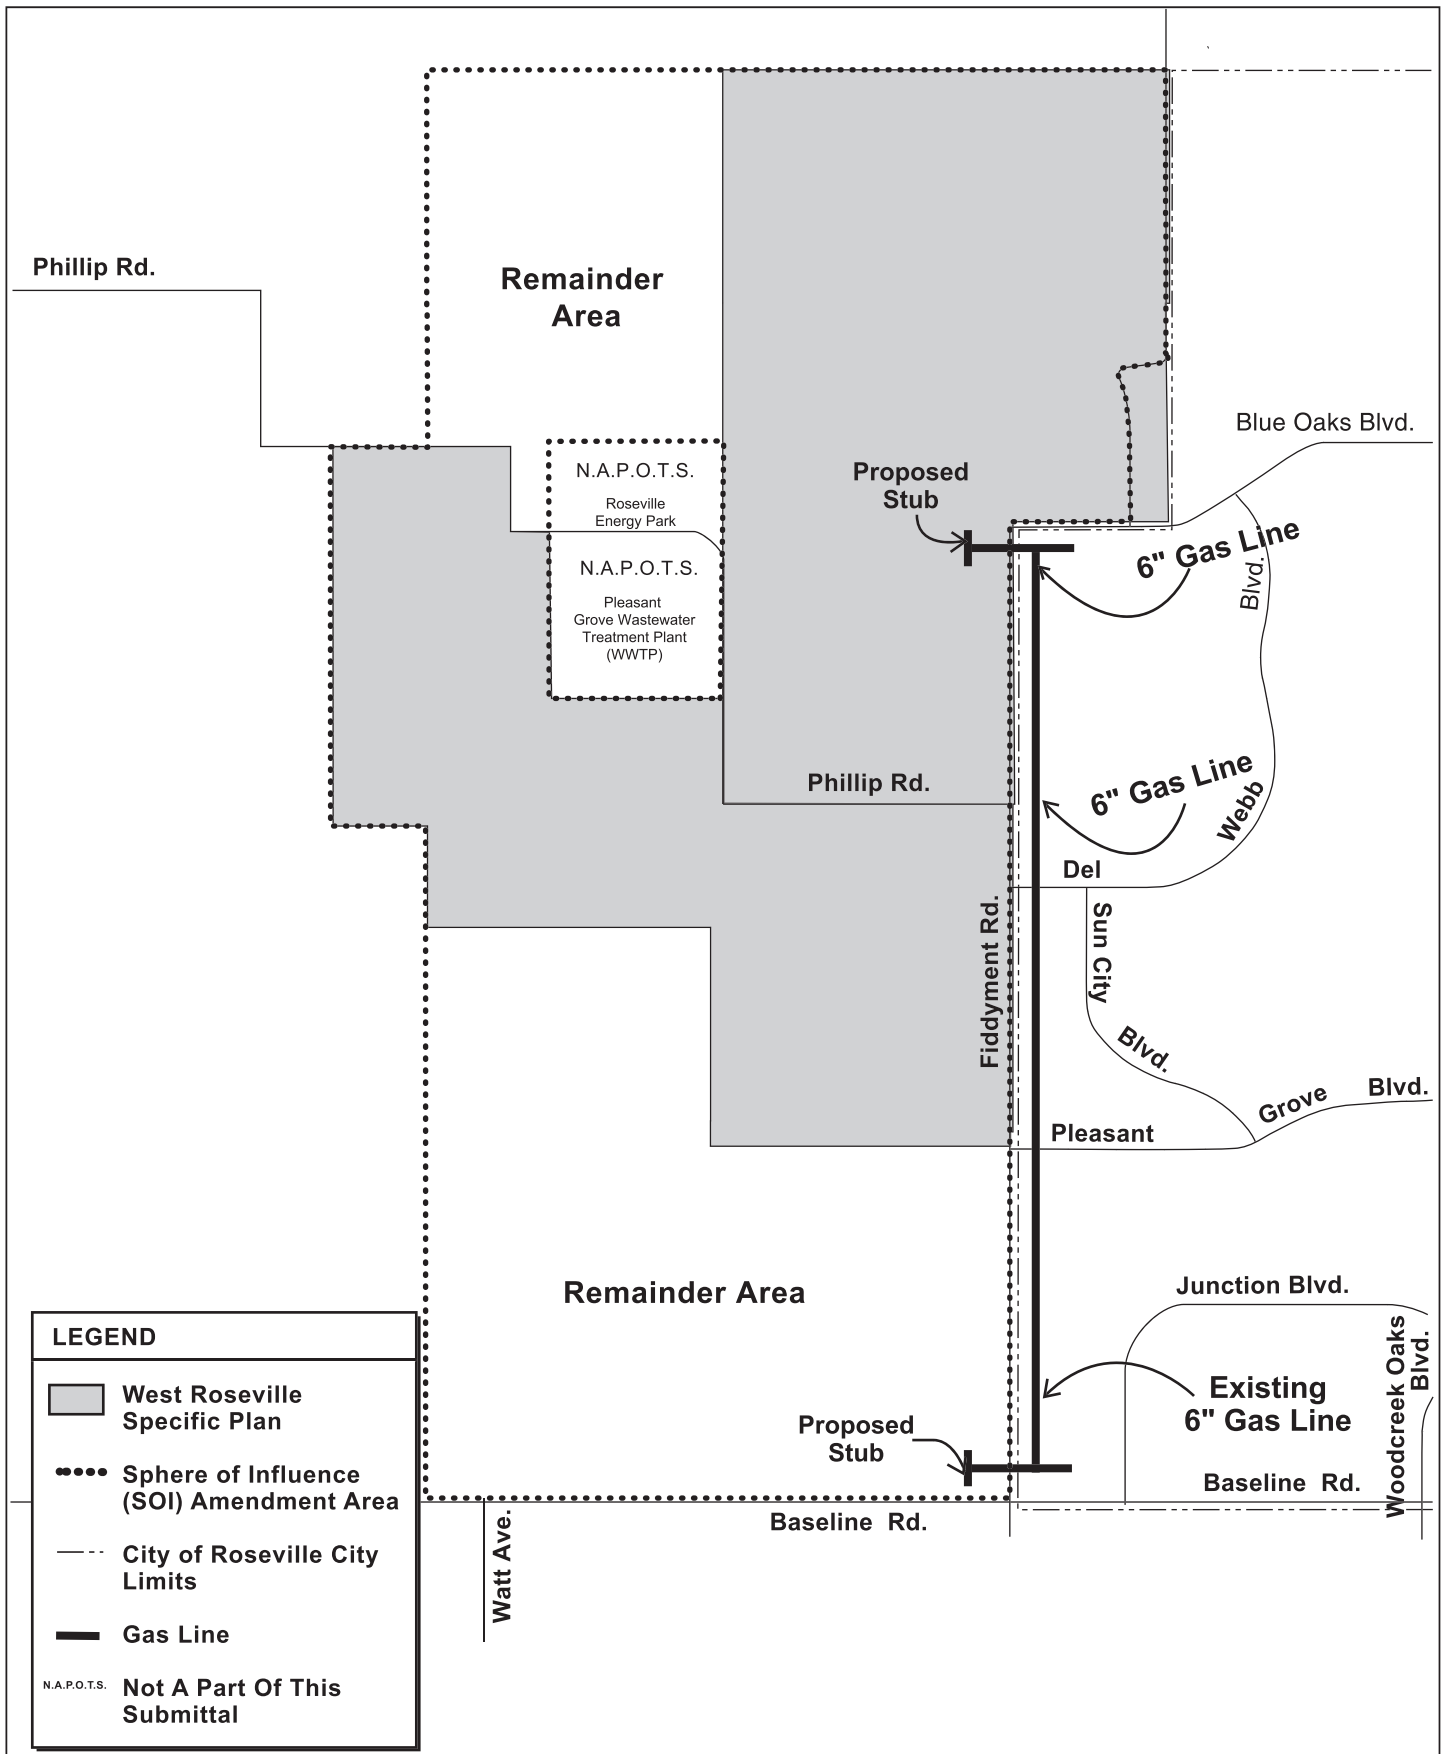 Phillip Rd.
Remainder
Area
Blue Oaks Blvd.
N.A.P.O.T.S.
Roseville
Energy Park
Proposed
Stub
6" Gas Line
N.A.P.O.T.S.
Pleasant
Grove Wastewater
Treatment Plant
(WWTP)
Blvd.
Phillip Rd.
6" Gas Line
Webb
Del
Fiddyment Rd.
Sun City
Blvd.
Pleasant
Grove
Blvd.
Remainder Area
Junction Blvd.
Woodcreek Oaks
Blvd.
Existing
6" Gas Line
Proposed
Stub
Baseline Rd.
Baseline Rd.
Watt Ave.
LEGEND
West Roseville
Specific Plan
Sphere of Influence
(SOI) Amendment Area
City of Roseville City
Limits
Gas Line
N.A.P.O.T.S. Not A Part Of This
Submittal